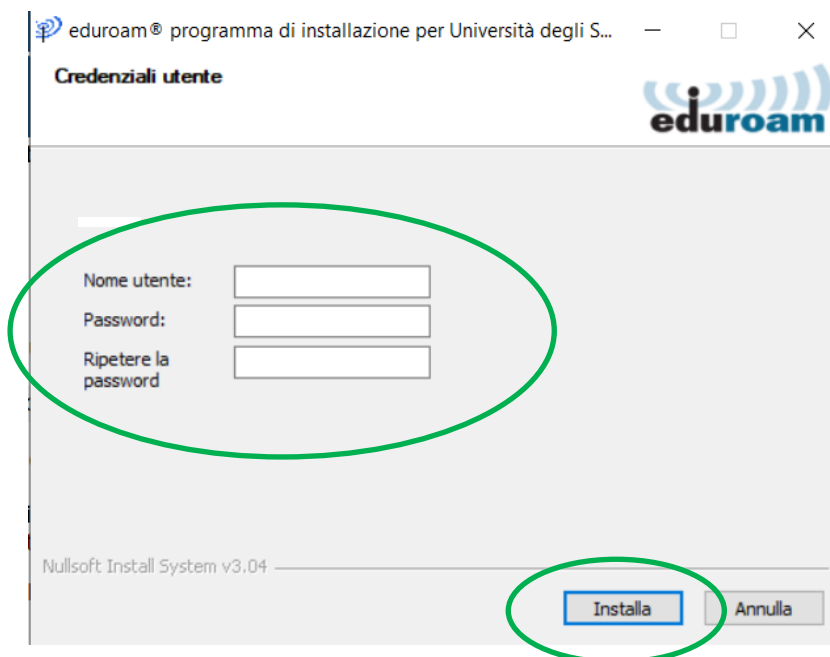 eduroam® programma di installazione per Università degli S...
Credenziali utente
eduroam
Nome utente:
Password:
Ripetere la
password
Nullsoft Install System v3.04
Installa
Annulla